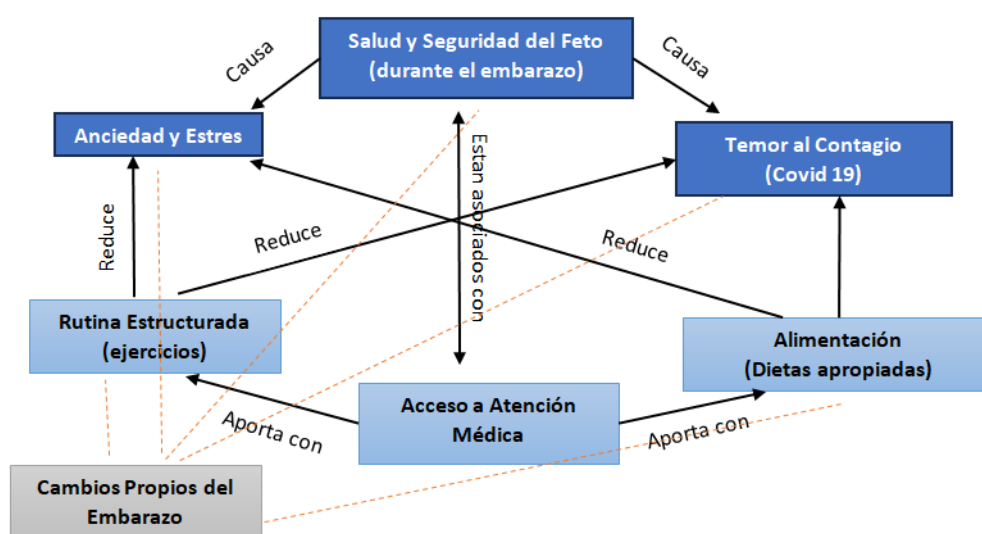 Salud y Seguridad del Feto
(durante el embarazo)
Causa
Causa
Anciedad y Estres
Temor al Contagio
(Covid 19)
Estan asociados con
Reduce
Reduce
Reduce
Rutina Estructurada
(ejercicios)
Alimentación
(Dietas apropiadas)
Acceso a Atención
Médica
Aporta con
Aporta con
Cambios Propios del
Embarazo